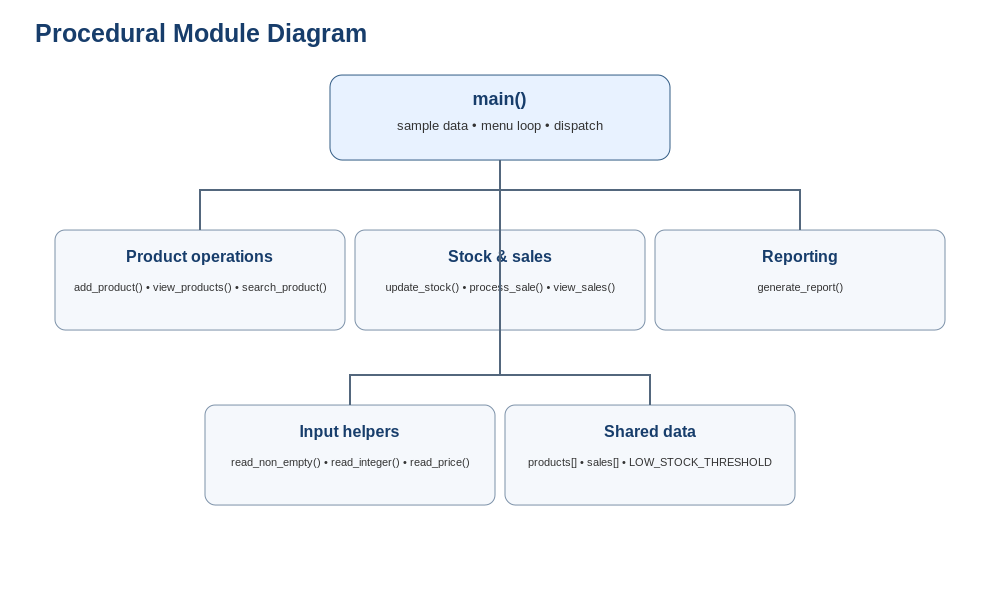 Procedural Module Diagram
main()
sample data • menu loop • dispatch
Product operations
add_product() • view_products() • search_product()
Stock & sales
update_stock() • process_sale() • view_sales()
Reporting
generate_report()
Input helpers
read_non_empty() • read_integer() • read_price()
Shared data
products[] • sales[] • LOW_STOCK_THRESHOLD